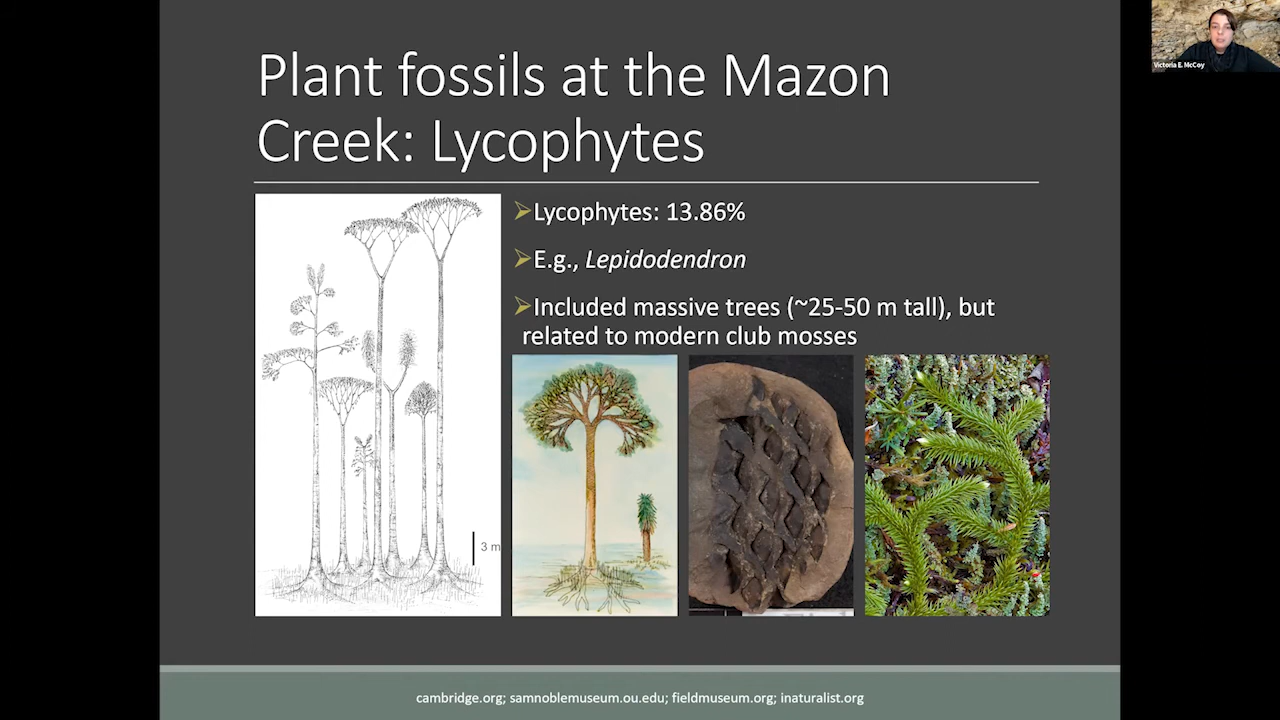 Plant fossils at the Mazon
Creek: Lycophytes
Lycophytes: 13.86%
E.g., Lepidodendron
Included massive trees (~25-50 m tall), but
related to modern club mosses
3 m
cambridge.org; samnoblemuseum.ou.edu; fieldmuseum.org; inaturalist.org
Victoria E. McCoy